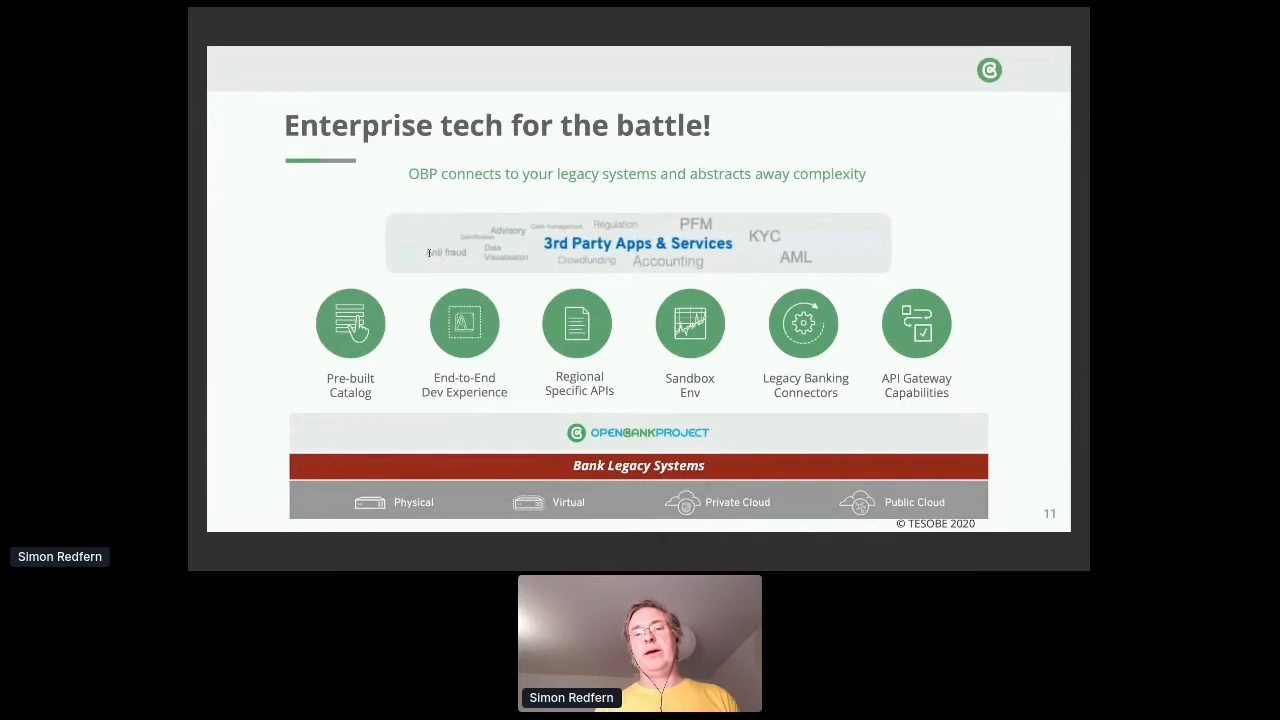 Enterprise tech for the battle!
OBP connects to your legacy systems and abstracts away complexity
Advisory
Cash management
Regulation
PFM
Gamification
KYC
Anti fraud
Data
Visualisation
3rd Party Apps & Services
Crowdfunding
Accounting
AML
Pre-built
Catalog
End-to-End
Dev Experience
Regional
Specific APIs
Sandbox
Env
Legacy Banking
Connectors
API Gateway
Capabilities
OPENBANKPROJECT
Bank Legacy Systems
Physical
Virtual
Private Cloud
Public Cloud
11
© TESOBE 2020
Simon Redfern
Simon Redfern